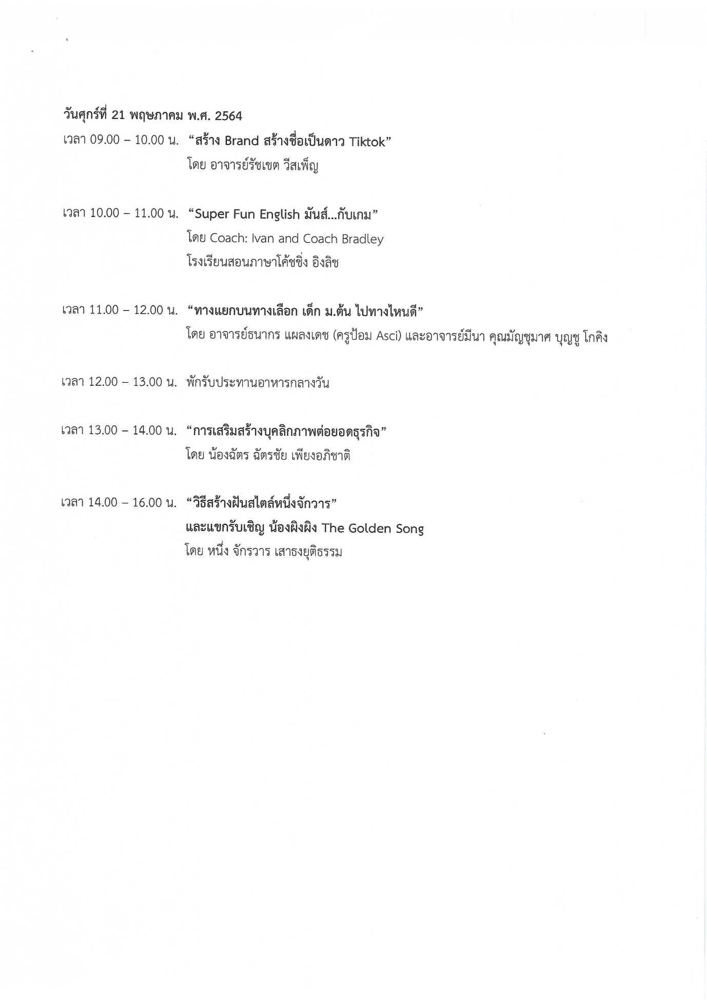 วันศุกร์ที่ 21 พฤษภาคม พ.ศ. 2564
เวลา 09.00 – 10.00 น. “สร้าง Brand สร้างชื่อเป็นดาว Tiktok”
โดย อาจารย์รัชเขต วีสเพ็ญ
เวลา 10.00 – 11.00 น. “Super Fun English มันส์...กับเกม”
โดย Coach: Ivan and Coach Bradley
โรงเรียนสอนภาษาโค้ชชิ่ง อิงลิช
เวลา 11.00 – 12.00 น. “ทางแยกบนทางเลือก เด็ก ม.ต้น ไปทางไหนดี”
โดย อาจารย์ธนากร แผลงเดช (ครูป้อม Asci) และอาจารย์มีนา คุณมัญชุมาศ บุญชู โกคิง
เวลา 12.00 – 13.00 น. พักรับประทานอาหารกลางวัน
เวลา 13.00 – 14.00 น. “การเสริมสร้างบุคลิกภาพต่อยอดธุรกิจ”
โดย น้องฉัตร ฉัตรชัย เพียงอภิชาติ
เวลา 14.00 – 16.00 น. “วิธีสร้างฝันสไตล์หนึ่งจักวาร”
และแขกรับเชิญ น้องผิงผิง The Golden Song
โดย หนึ่ง จักรวาร เสาธงยุติธรรม